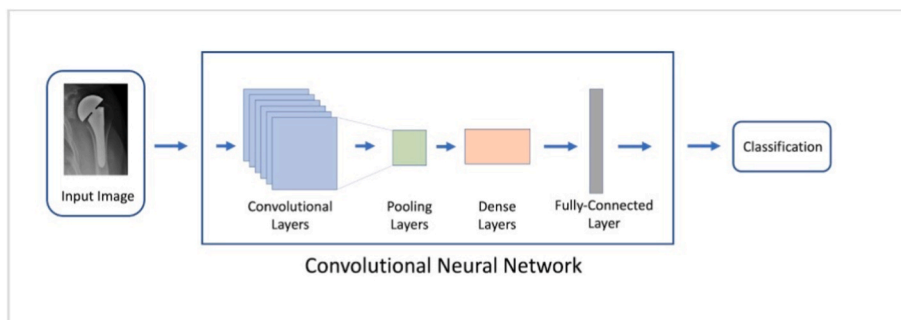 Input Image
Convolutional
Layers
Pooling
Layers
Dense
Layers
Fully-Connected
Layer
Classification
Convolutional Neural Network